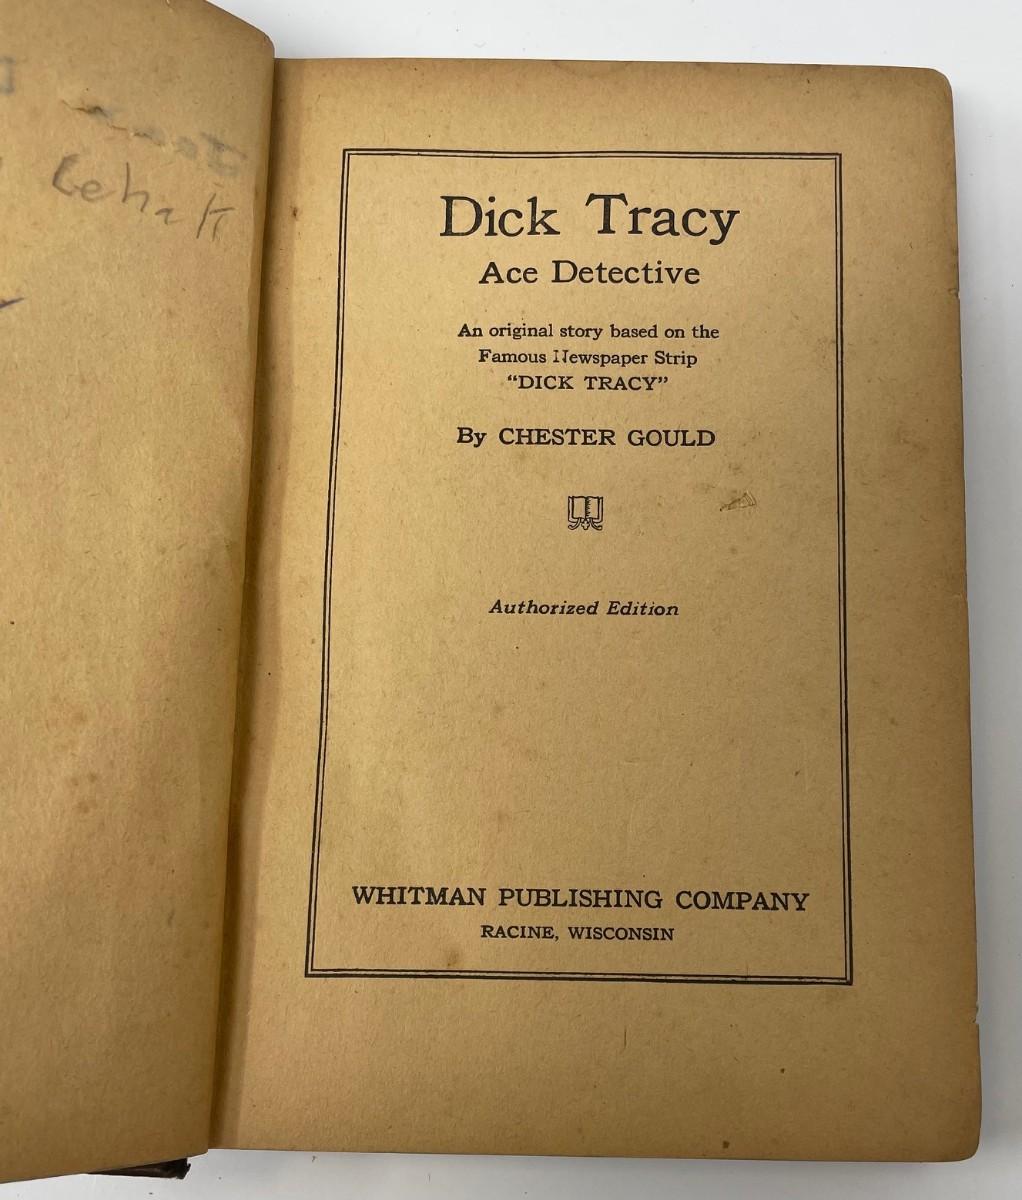 Dick Tracy
Ace Detective
An original story based on the
Famous Newspaper Strip
“DICK TRACY”
By CHESTER GOULD
Authorized Edition
WHITMAN PUBLISHING COMPANY
RACINE, WISCONSIN